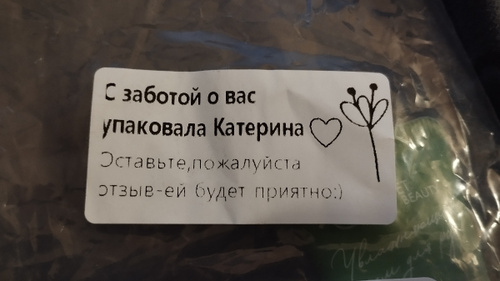 С заботой о вас
упаковала Катерина
Оставьте,пожалуйста
отзыв-ей будет приятно:)